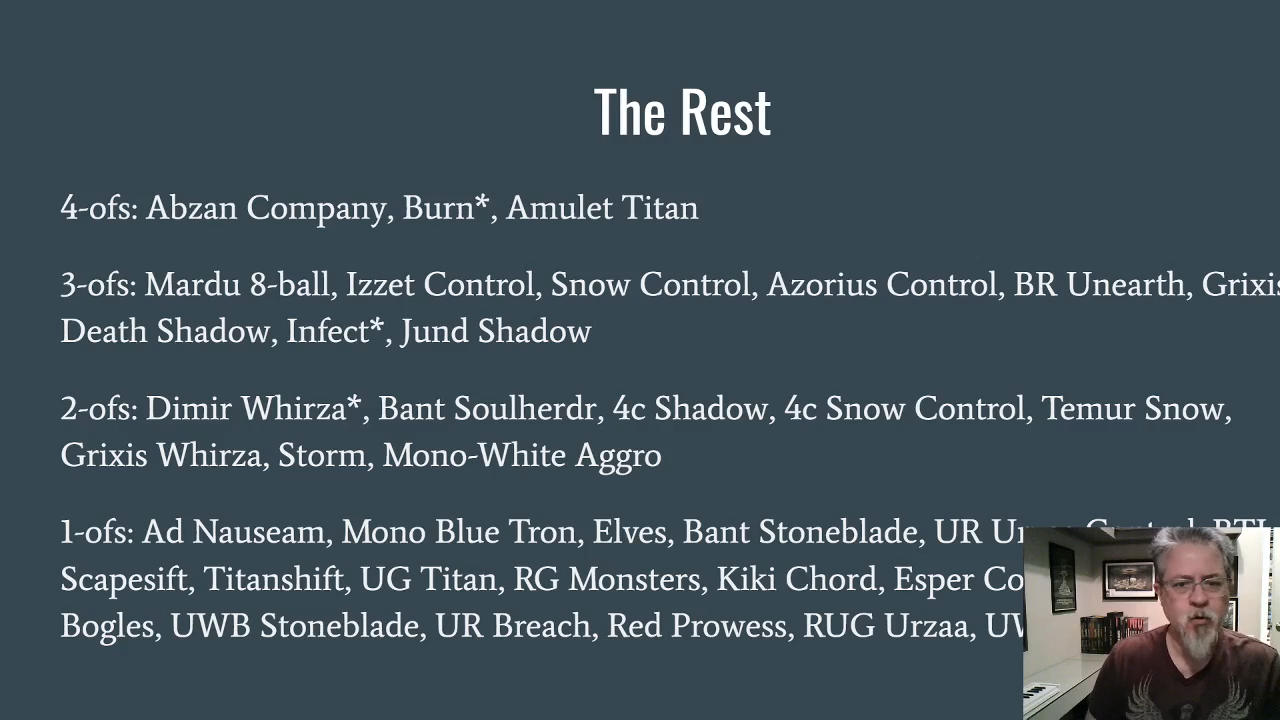 The Rest
4-ofs: Abzan Company, Burn*, Amulet Titan
3-ofs: Mardu 8-ball, Izzet Control, Snow Control, Azorius Control, BR Unearth, Grixis
Death Shadow, Infect*, Jund Shadow
2-ofs: Dimir Whirza*, Bant Soulherdr, 4c Shadow, 4c Snow Control, Temur Snow,
Grixis Whirza, Storm, Mono-White Aggro
1-ofs: Ad Nauseam, Mono Blue Tron, Elves, Bant Stoneblade, UR
Scapesift, Titanshift, UG Titan, RG Monsters, Kiki Chord, Esper
Bogles, UWB Stoneblade, UR Breach, Red Prowess, RUG Urzaa,